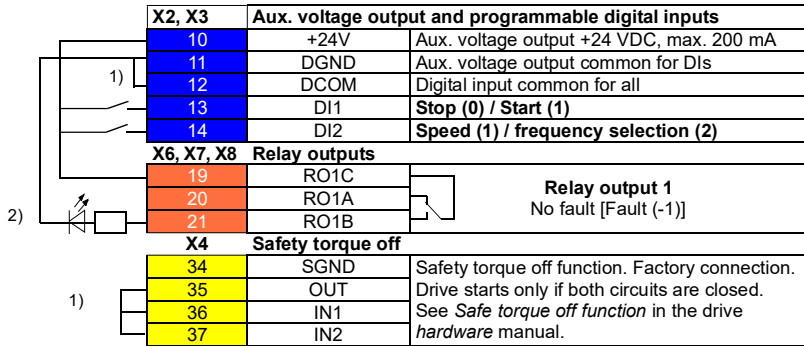 X2, X3 Aux. voltage output and programmable digital inputs
10 +24V Aux. voltage output +24 VDC, max. 200 mA
11 DGND Aux. voltage output common for DIs
1) 12 DCOM Digital input common for all
13 DI1 Stop (0) / Start (1)
14 DI2 Speed (1) / frequency selection (2)
X6, X7, X8 Relay outputs
19 RO1C Relay output 1
20 RO1A No fault [Fault (-1)]
2) 21 RO1B
X4 Safety torque off
34 SGND Safety torque off function. Factory connection.
1) 35 OUT Drive starts only if both circuits are closed.
36 IN1 See Safe torque off function in the drive
37 IN2 hardware manual.